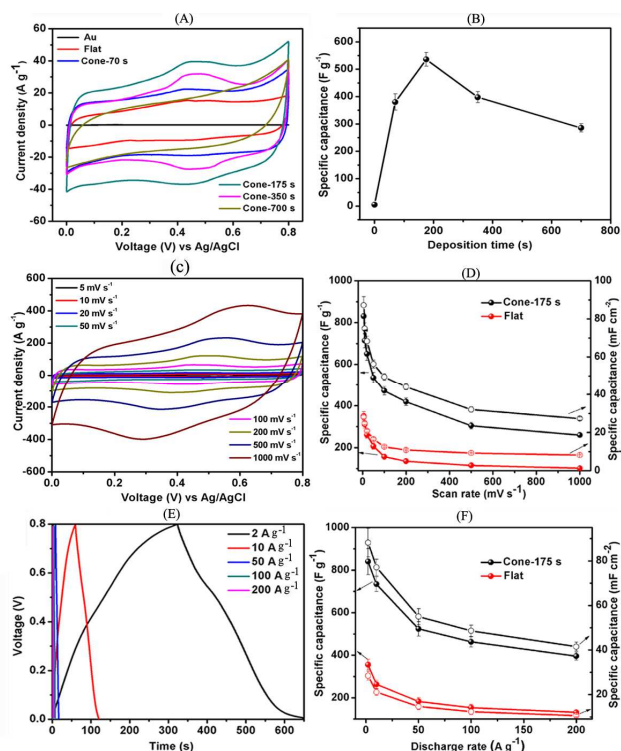 (A)
Au
Flat
Cone-70 s
Cone-175 s
Cone-350 s
Cone-700 s
60
40
20
0
-20
-40
-60
Current density (A g⁻¹)
0.0 0.2 0.4 0.6 0.8
Voltage (V) vs Ag/AgCl
(B)
600
500
400
300
200
100
0
Specific capacitance (F g⁻¹)
0 200 400 600 800
Deposition time (s)
(c)
5 mV s⁻¹
10 mV s⁻¹
20 mV s⁻¹
50 mV s⁻¹
100 mV s⁻¹
200 mV s⁻¹
500 mV s⁻¹
1000 mV s⁻¹
600
400
200
0
-200
-400
-600
Current density (A g⁻¹)
0.0 0.2 0.4 0.6 0.8
Voltage (V) vs Ag/AgCl
(D)
Cone-175 s
Flat
1000
800
600
400
200
Specific capacitance (F g⁻¹)
100
80
60
40
20
0
Specific capacitance (mF cm⁻²)
0 200 400 600 800 1000
Scan rate (mV s⁻¹)
(E)
2 A g⁻¹
10 A g⁻¹
50 A g⁻¹
100 A g⁻¹
200 A g⁻¹
0.8
0.6
0.4
0.2
0.0
Voltage (V)
0 100 200 300 400 500 600
Time (s)
(F)
Cone-175 s
Flat
1000
800
600
400
200
Specific capacitance (F g⁻¹)
80
60
40
20
Specific capacitance (mF cm⁻²)
0 50 100 150 200
Discharge rate (A g⁻¹)